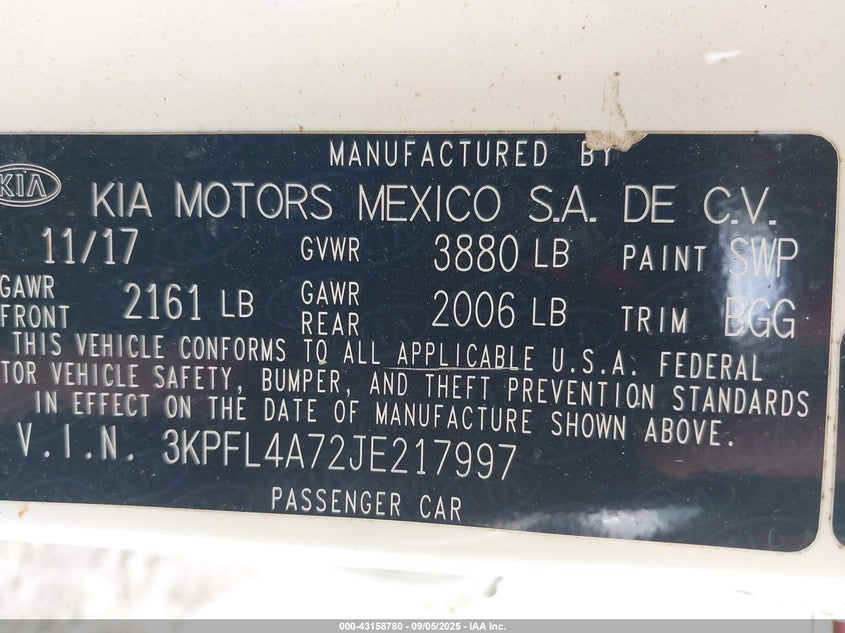 MANUFACTURED BY
KIA
KIA MOTORS MEXICO S.A. DE C.V.
11/17 GVWR 3880 LB PAINT SWP
GAWR FRONT 2161 LB GAWR REAR 2006 LB TRIM BGG
THIS VEHICLE CONFORMS TO ALL APPLICABLE U.S.A. FEDERAL
TOR VEHICLE SAFETY, BUMPER, AND THEFT PREVENTION STANDARDS
IN EFFECT ON THE DATE OF MANUFACTURE SHOWN ABOVE.
V.I.N. 3KPFL4A72JE217997
PASSENGER CAR
000-43158780 - 09/05/2025 - IAA Inc.